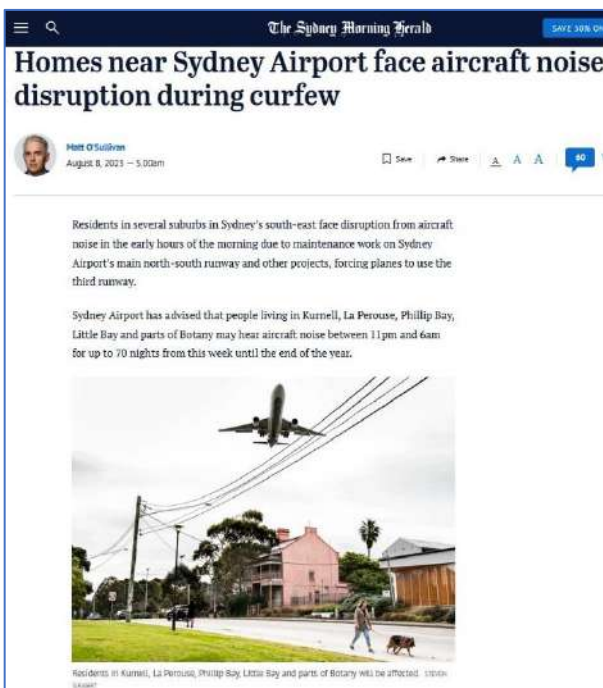 The Sydney Morning Herald
SAVE 50% ON
Homes near Sydney Airport face aircraft noise
disruption during curfew
Matt O'Sullivan
August 8, 2023 — 5.00am
Save
Share
A A A
60
Residents in several suburbs in Sydney's south-east face disruption from aircraft
noise in the early hours of the morning due to maintenance work on Sydney
Airport's main north-south runway and other projects, forcing planes to use the
third runway.
Sydney Airport has advised that people living in Kurnell, La Perouse, Phillip Bay,
Little Bay and parts of Botany may hear aircraft noise between 11pm and 6am
for up to 70 nights from this week until the end of the year.
Residents in Kurnell, La Perouse, Phillip Bay, Little Bay and parts of Botany will be affected. STEVEN